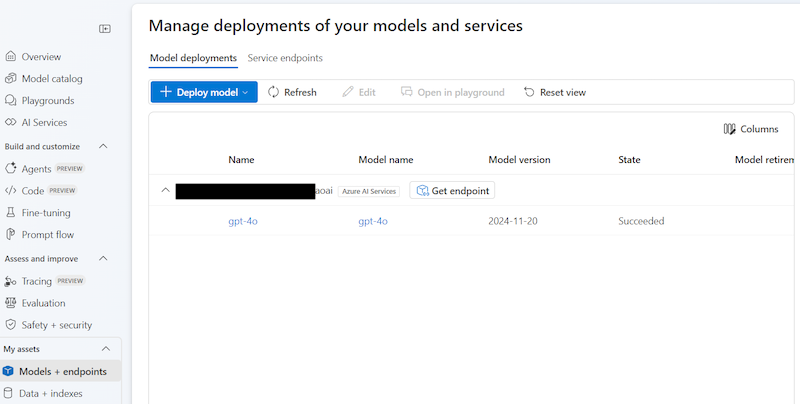 Overview
Model catalog
Playgrounds
AI Services
Build and customize
Agents PREVIEW
Code PREVIEW
Fine-tuning
Prompt flow
Assess and improve
Tracing PREVIEW
Evaluation
Safety + security
My assets
Models + endpoints
Data + indexes
Manage deployments of your models and services
Model deployments Service endpoints
Deploy model Refresh Edit Open in playground Reset view
Columns
Name Model name Model version State Model retirem
aoai Azure AI Services Get endpoint
gpt-4o gpt-4o 2024-11-20 Succeeded